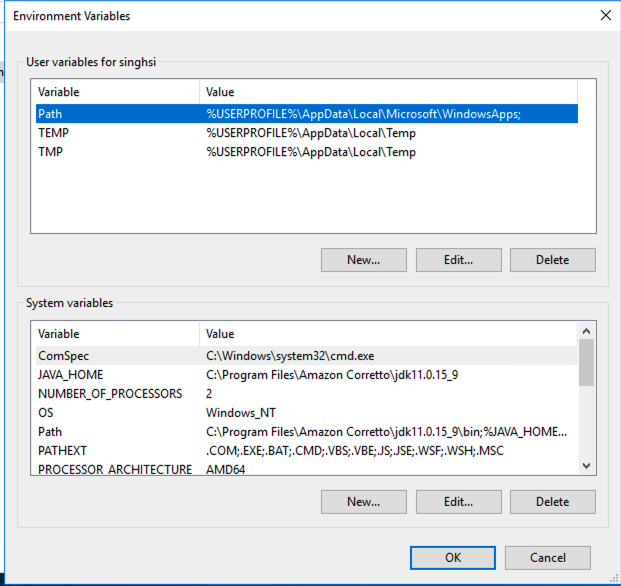 Environment Variables
User variables for singhsi
Variable Value
Path %USERPROFILE%\AppData\Local\Microsoft\WindowsApps;
TEMP %USERPROFILE%\AppData\Local\Temp
TMP %USERPROFILE%\AppData\Local\Temp
New... Edit... Delete
System variables
Variable Value
ComSpec C:\Windows\system32\cmd.exe
JAVA_HOME C:\Program Files\Amazon Corretto\jdk11.0.15_9
NUMBER_OF_PROCESSORS 2
OS Windows_NT
Path C:\Program Files\Amazon Corretto\jdk11.0.15_9\bin;%JAVA_HOME...
PATHEXT .COM;.EXE;.BAT;.CMD;.VBS;.VBE;.JS;.JSE;.WSF;.WSH;.MSC
PROCESSOR_ARCHITECTURE AMD64
New... Edit... Delete
OK Cancel